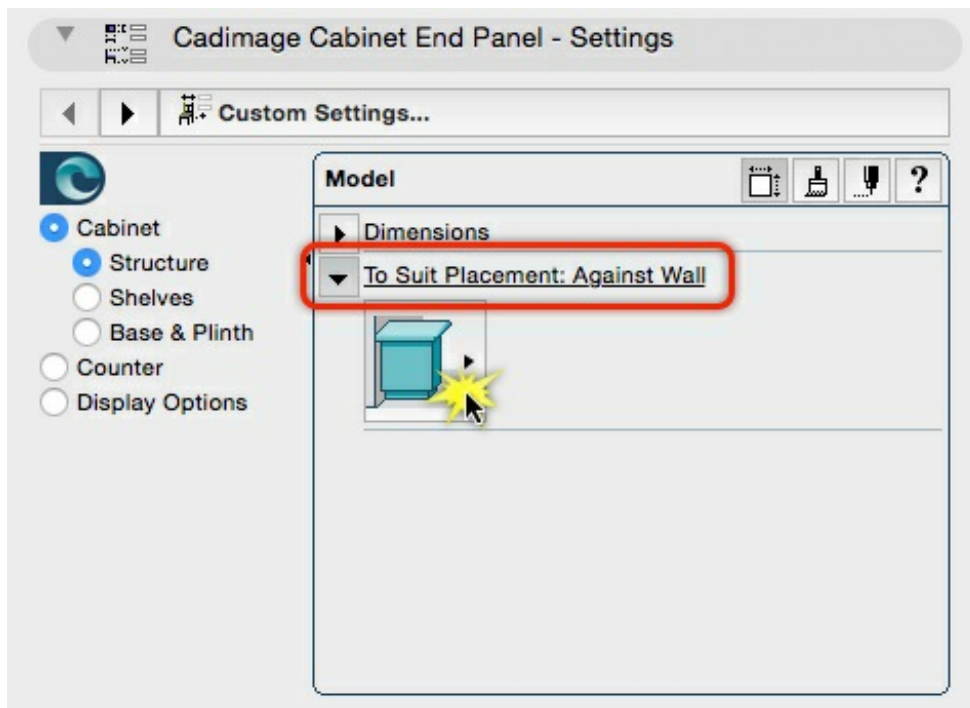 Cadimage Cabinet End Panel - Settings
Custom Settings...
Model
?
Cabinet
Structure
Shelves
Base & Plinth
Counter
Display Options
Dimensions
To Suit Placement: Against Wall